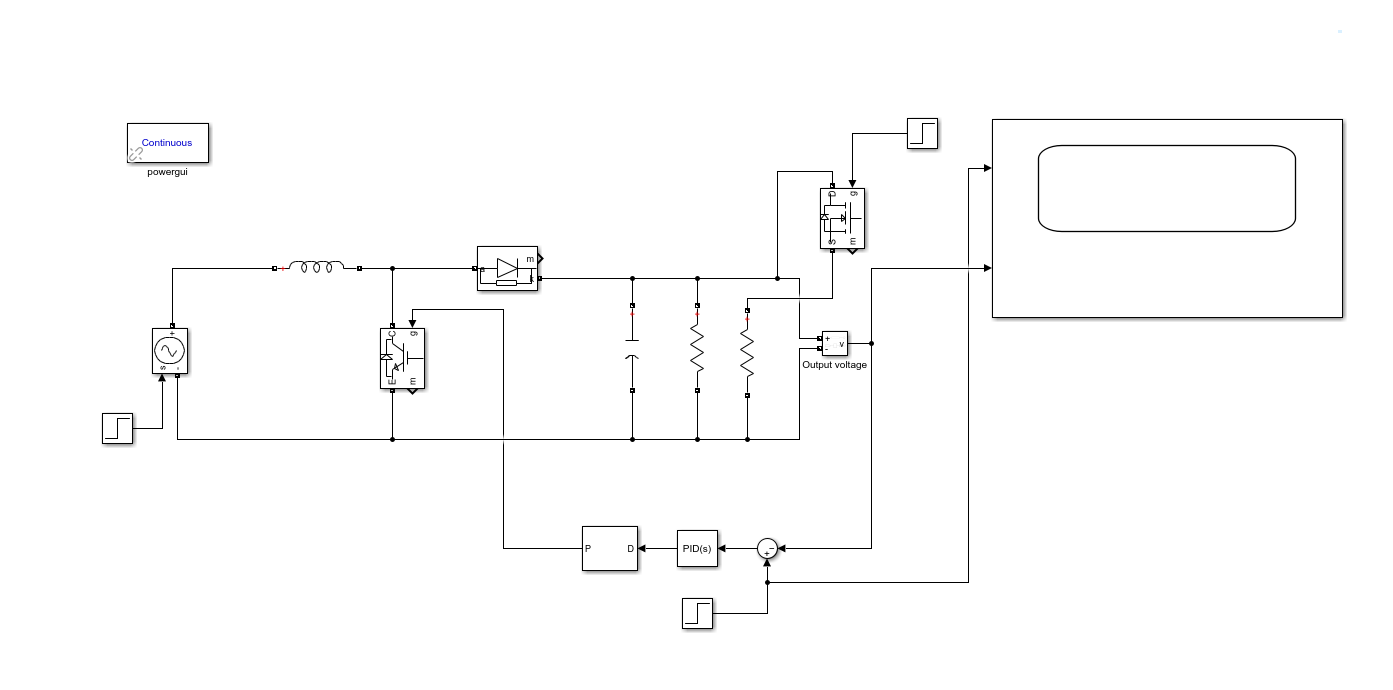 Continuous
powergui
D
g
S
m
m
a
k
+
s
-
C
g
E
m
+
-
v
Output voltage
P
D
PID(s)
-
+